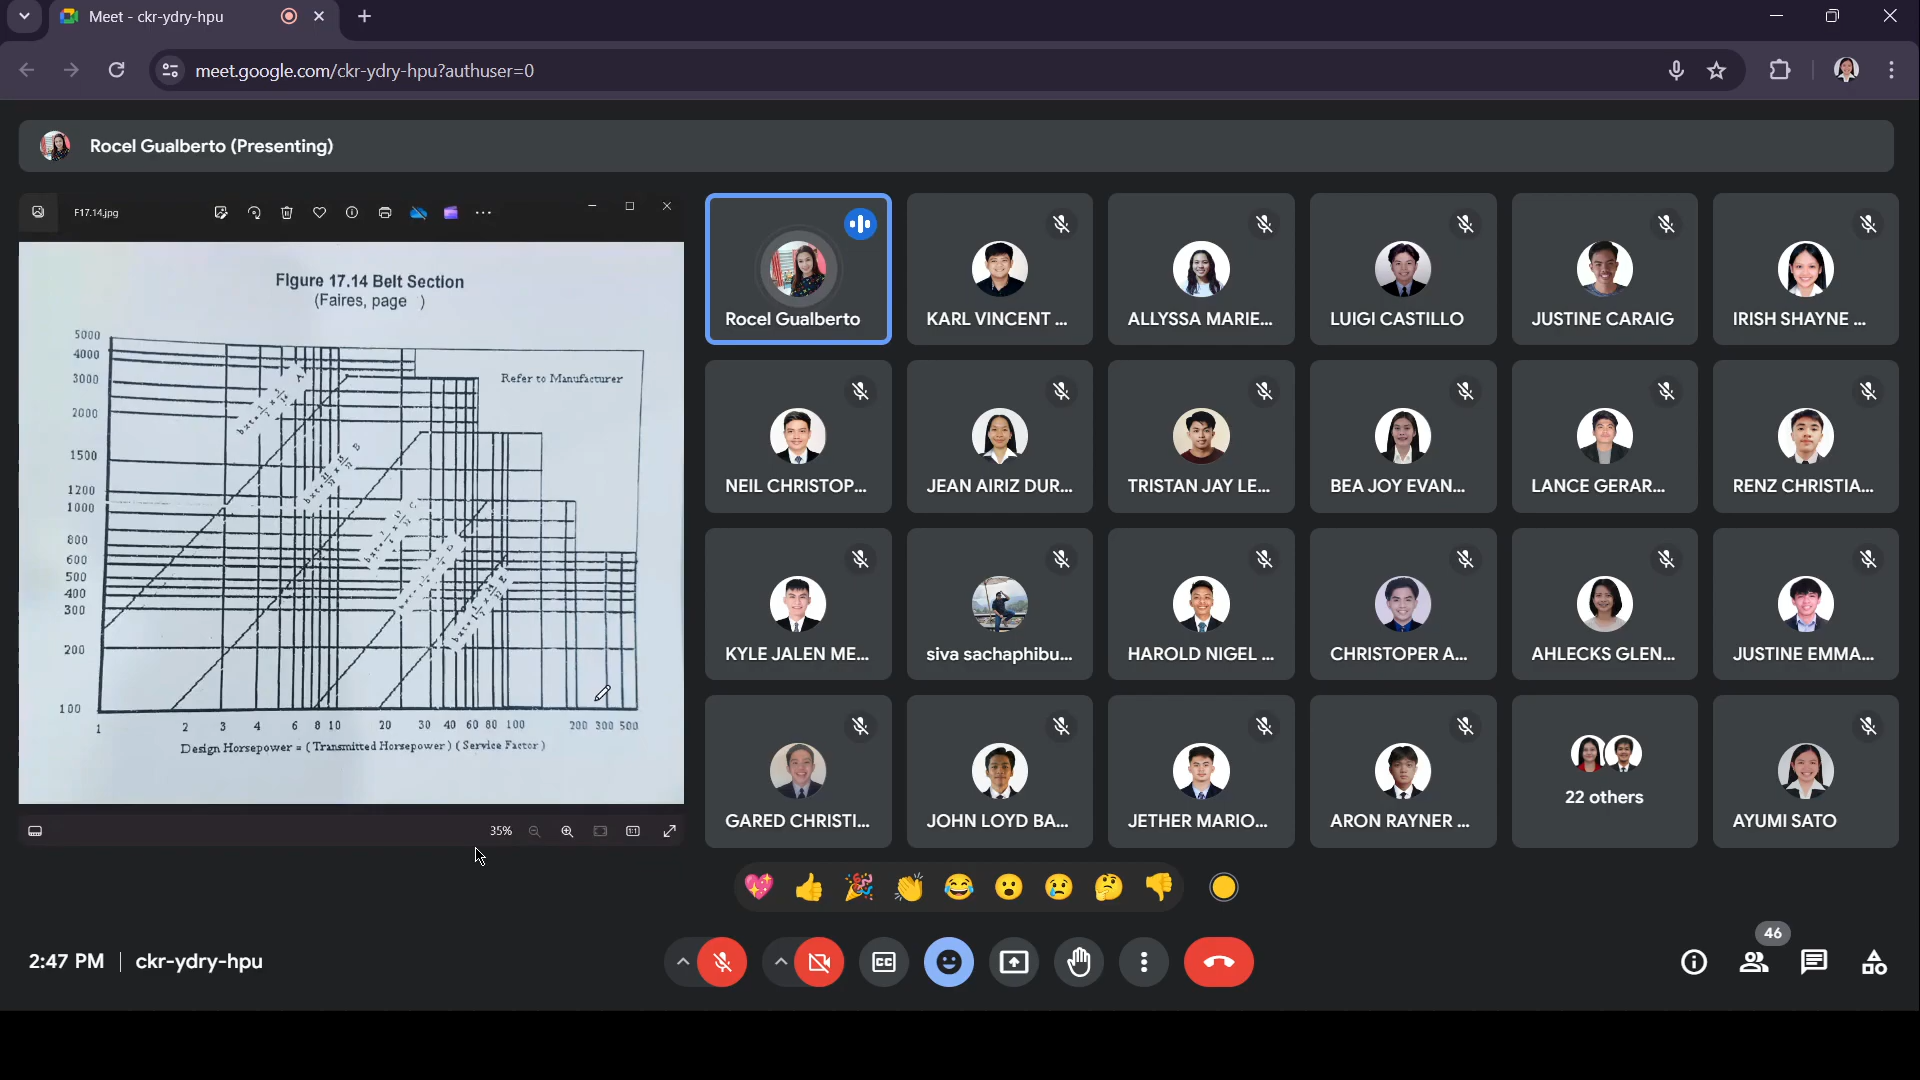 Meet - ckr-ydry-hpu
meet.google.com/ckr-ydry-hpu?authuser=0
Rocel Gualberto (Presenting)
F17.14.jpg
Figure 17.14 Belt Section
(Faires, page )
5000
4000
3000
2000
1500
1200
1000
800
600
500
400
300
200
100
Refer to Manufacturer
A
B
C
E
1 2 3 4 6 8 10 20 30 40 60 80 100 200 300 500
Design Horsepower = ( Transmitted Horsepower ) ( Service Factor )
35%
Rocel Gualberto
KARL VINCENT ...
ALLYSSA MARIE...
LUIGI CASTILLO
JUSTINE CARAIG
IRISH SHAYNE ...
NEIL CHRISTOP...
JEAN AIRIZ DUR...
TRISTAN JAY LE...
BEA JOY EVAN...
LANCE GERAR...
RENZ CHRISTIA...
KYLE JALEN ME...
siva sachaphibu...
HAROLD NIGEL ...
CHRISTOPER A...
AHLECKS GLEN...
JUSTINE EMMA...
GARED CHRISTI...
JOHN LOYD BA...
JETHER MARIO...
ARON RAYNER ...
22 others
AYUMI SATO
2:47 PM | ckr-ydry-hpu
CC
46